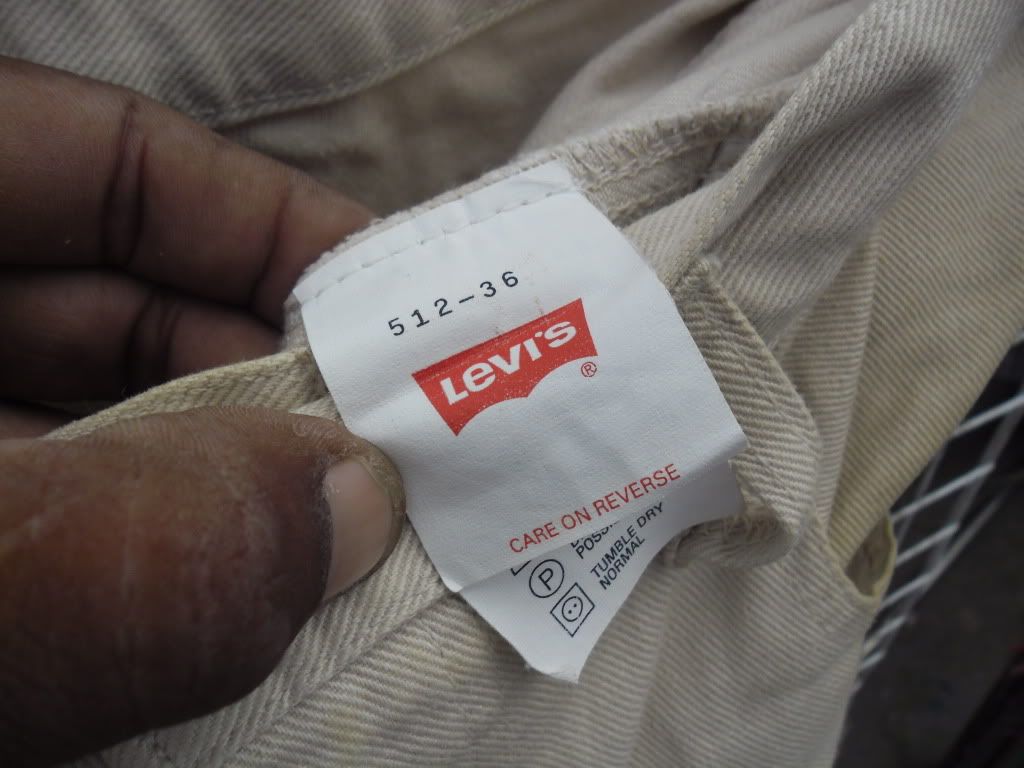 512-36
Levi's
®
CARE ON REVERSE
TUMBLE DRY
NORMAL
P